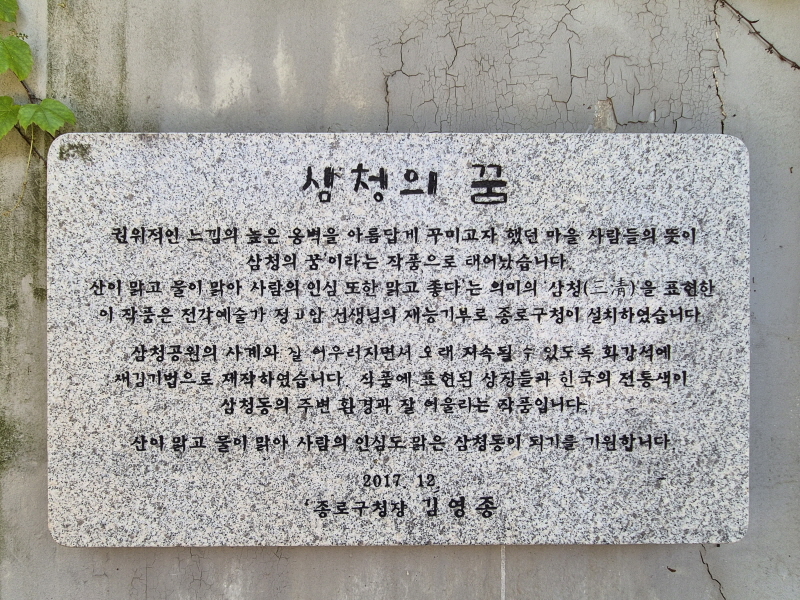 삼청의 꿈
권위적인 느낌의 높은 옹벽을 아름답게 꾸미고자 했던 마을 사람들의 뜻이
삼청의 꿈'이라는 작품으로 태어났습니다.
산이 맑고 물이 맑아 사람의 인심 또한 맑고 좋다'는 의미의 '삼청(三淸)'을 표현한
이 작품은 전각예술가 정고암 선생님의 재능기부로 종로구청이 설치하였습니다.
삼청공원의 사계와 잘 어우러지면서 오래 지속될 수 있도록 화강석에
새김기법으로 제작하였습니다. 작품에 표현된 상징들과 한국의 전통색이
삼청동의 주변 환경과 잘 어울리는 작품입니다.
산이 맑고 물이 맑아 사람의 인심도 맑은 삼청동이 되기를 기원합니다.
2017 12
종로구청장 김영종